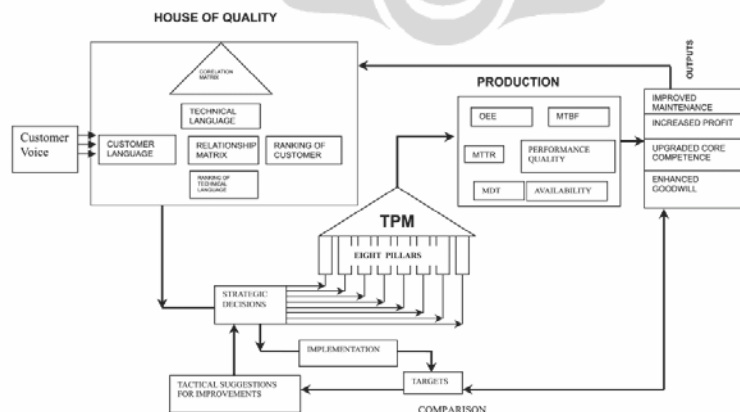 HOUSE OF QUALITY
CORELATION
MATRIX
TECHNICAL
LANGUAGE
Customer
Voice
CUSTOMER
LANGUAGE
RELATIONSHIP
MATRIX
RANKING OF
CUSTOMER
RANKING OF
TECHNICAL
LANGUAGE
PRODUCTION
OEE
MTBF
MTTR
PERFORMANCE
QUALITY
MDT
AVAILABILITY
OUTPUTS
IMPROVED
MAINTENANCE
INCREASED PROFIT
UPGRADED CORE
COMPETENCE
ENHANCED
GOODWILL
TPM
EIGHT PILLARS
STRATEGIC
DECISIONS
IMPLEMENTATION
TACTICAL SUGGESTIONS
FOR IMPROVEMENTS
TARGETS
COMPARISON